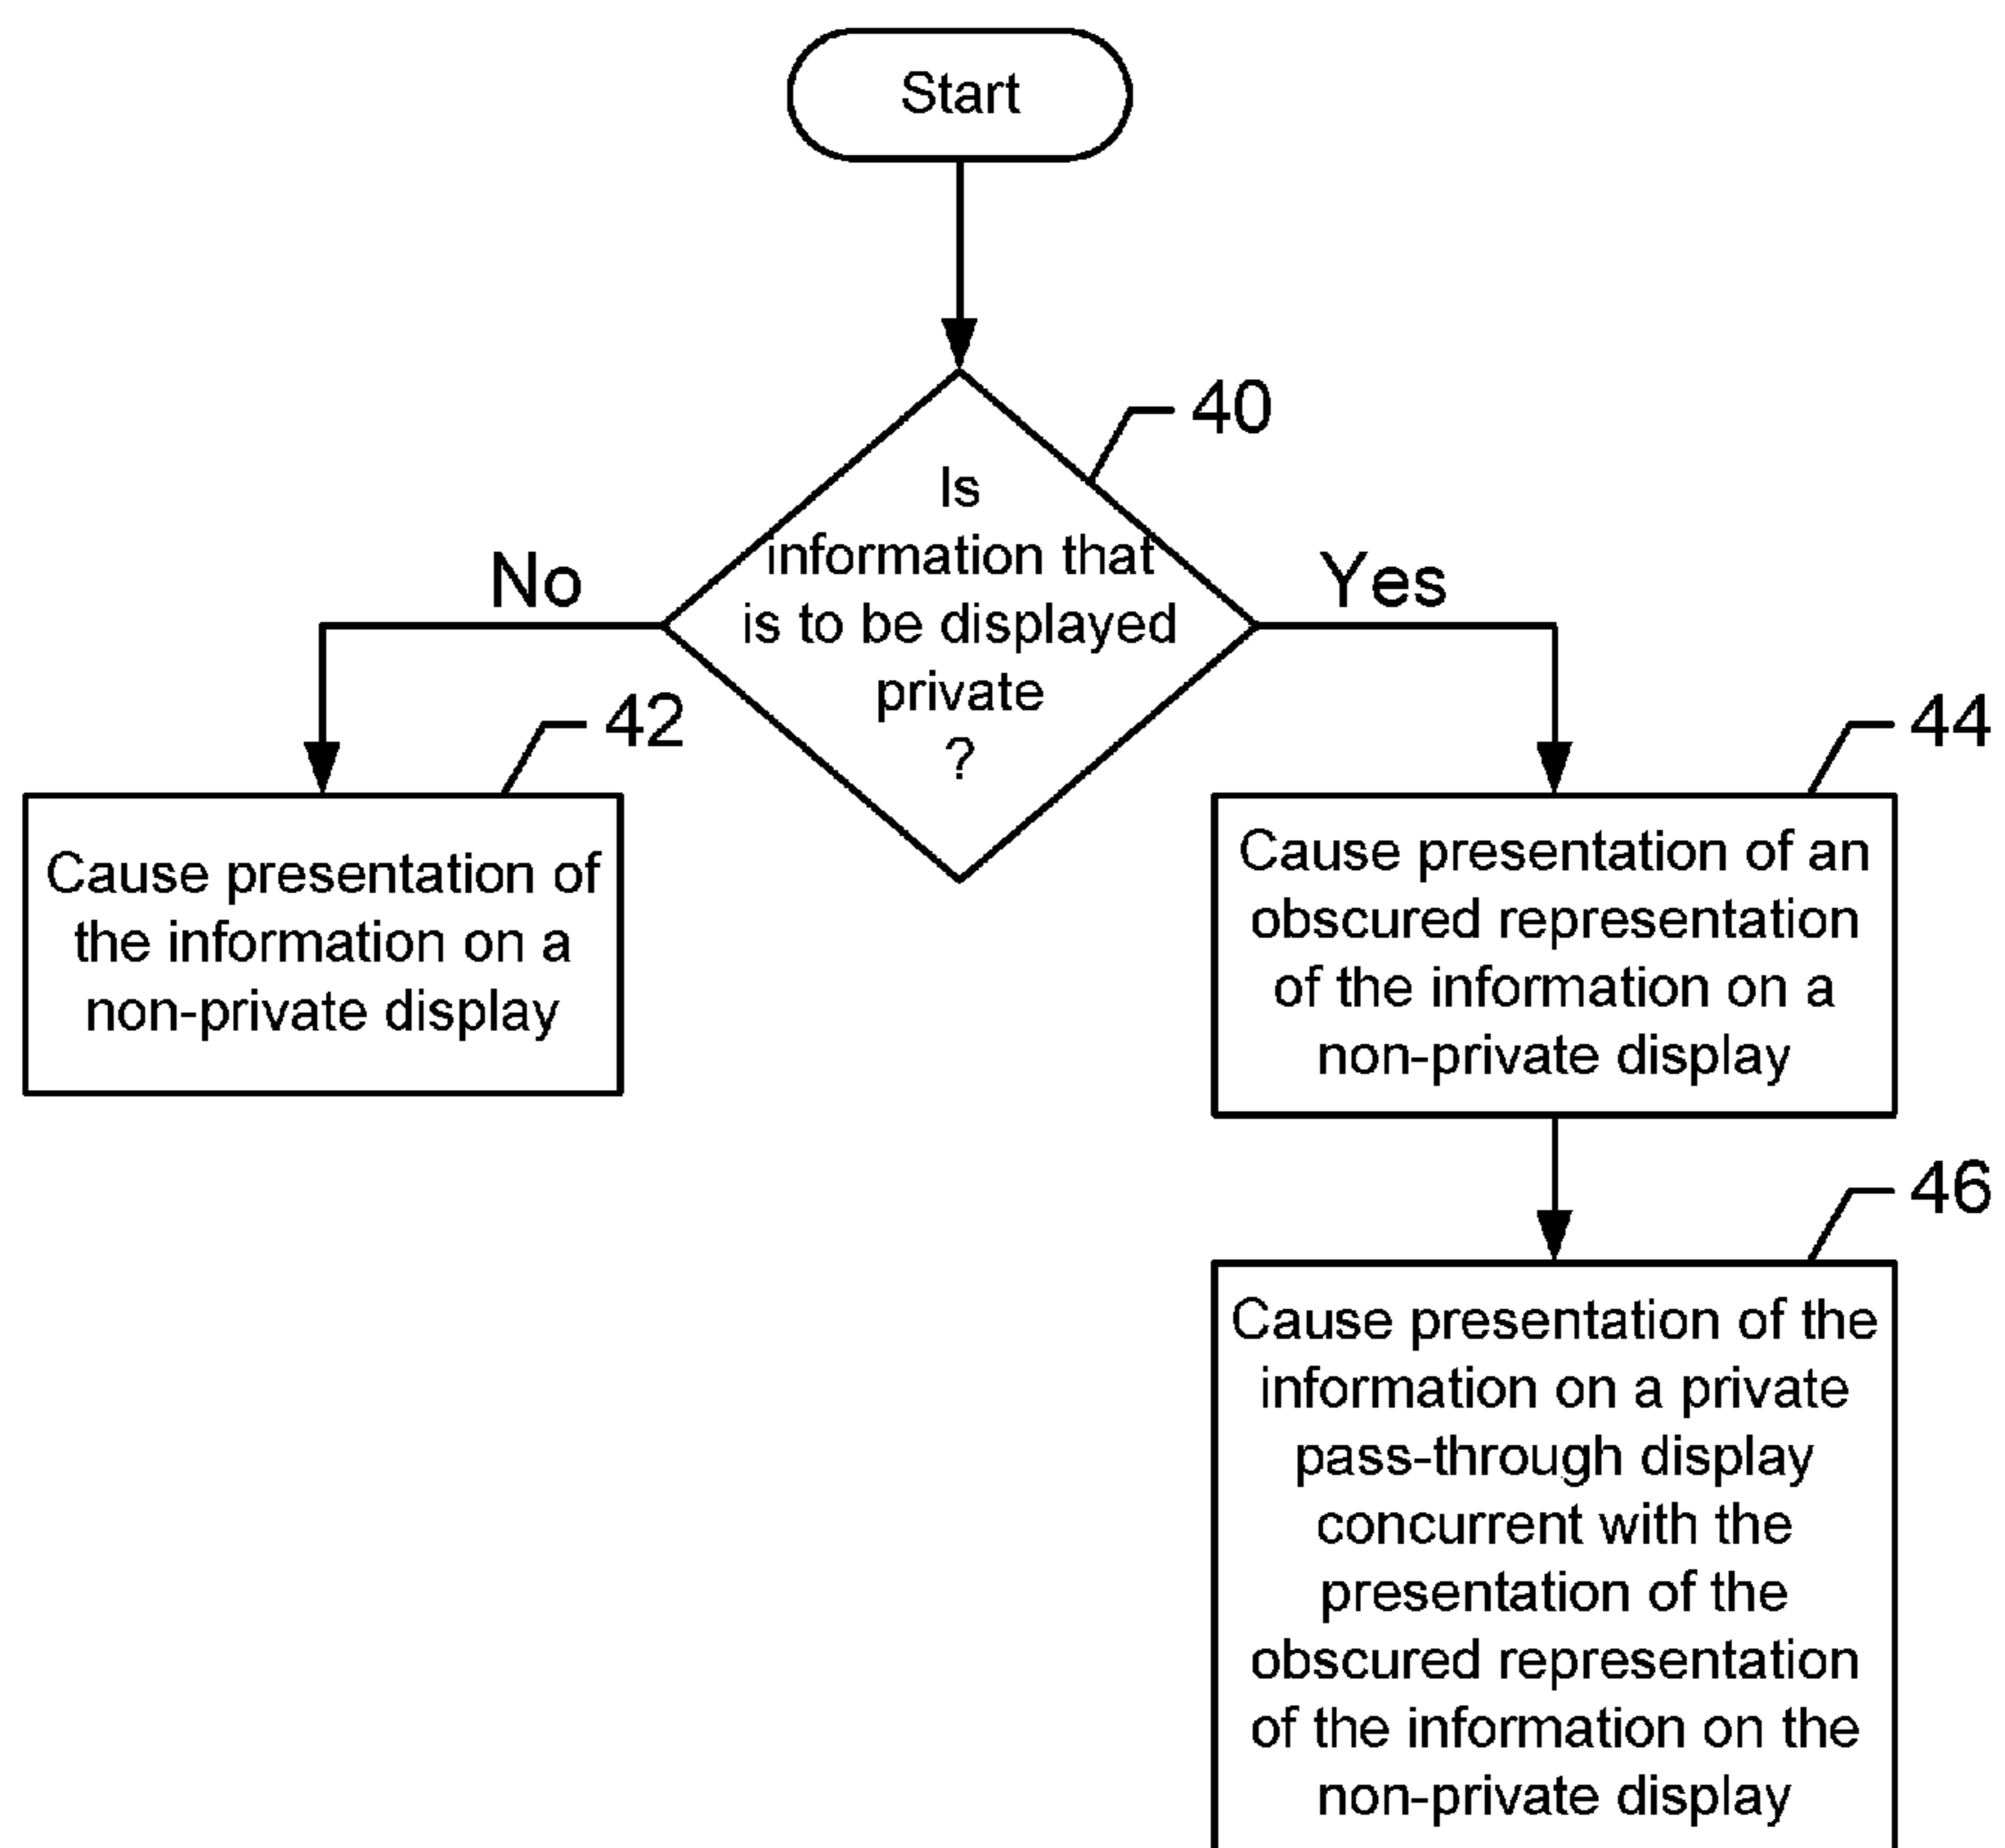 Start
40
Is
information that
is to be displayed
private
?
No
Yes
42
Cause presentation of
the information on a
non-private display
44
Cause presentation of an
obscured representation
of the information on a
non-private display
46
Cause presentation of the
information on a private
pass-through display
concurrent with the
presentation of the
obscured representation
of the information on the
non-private display